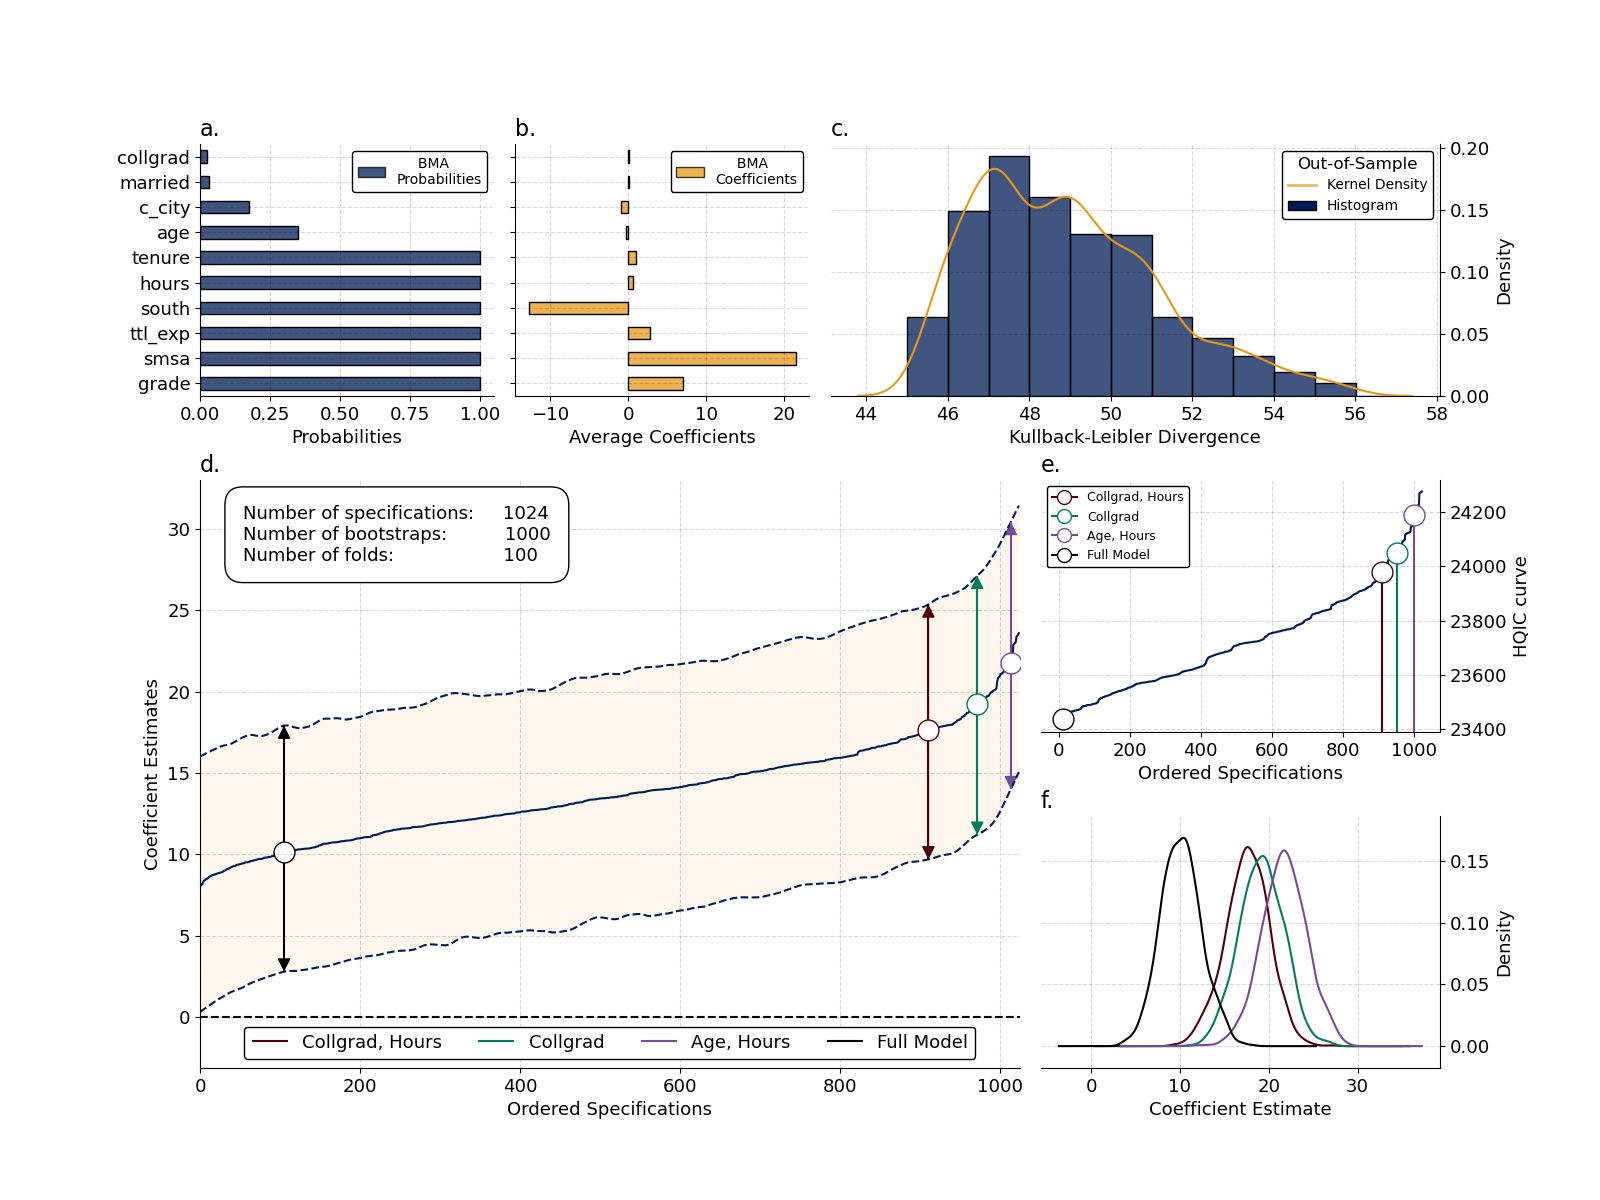 a.
collgrad
married
c_city
age
tenure
hours
south
ttl_exp
smsa
grade
BMA
Probabilities
0.00 0.25 0.50 0.75 1.00
Probabilities
b.
BMA
Coefficients
−10 0 10 20
Average Coefficients
c.
Out-of-Sample
Kernel Density
Histogram
0.20
0.15
0.10
0.05
0.00
Density
44 46 47 48 50 51 52 54 56 58
Kullback-Leibler Divergence
d.
Number of specifications: 1024
Number of bootstraps: 1000
Number of folds: 100
30
25
20
15
10
5
0
Coefficient Estimates
Collgrad, Hours Collgrad Age, Hours Full Model
0 200 400 600 800 1000
Ordered Specifications
e.
Collgrad, Hours
Collgrad
Age, Hours
Full Model
24200
24000
23800
23600
23400
HQIC curve
0 200 400 600 800 1000
Ordered Specifications
f.
0.15
0.10
0.05
0.00
Density
0 10 20 30
Coefficient Estimate